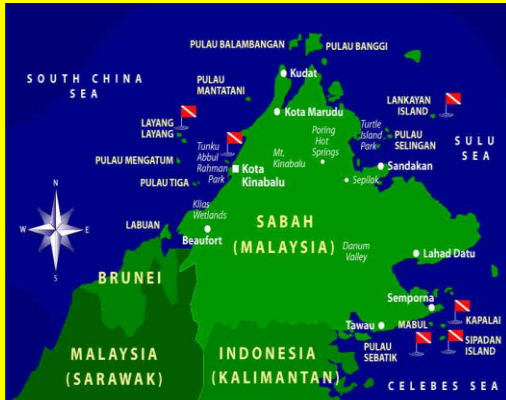 PULAU BALAMBANGAN
PULAU BANGGI
SOUTH CHINA
SEA
Kudat
PULAU
MANTATANI
LANKAYAN
ISLAND
LAYANG
LAYANG
Kota Marudu
Tunku
Abbul
Rahman
Park
Poring
Hot
Springs
Turtle
Island
Park
PULAU
SELINGAN
SULU
SEA
PULAU MENGATUM
Mt.
Kinabalu
Kota
Kinabalu
Sandakan
PULAU TIGA
Sepilok
N
W
E
S
Klias
Wetlands
LABUAN
Beaufort
SABAH
(MALAYSIA)
Danum
Valley
Lahad Datu
BRUNEI
Semporna
KAPALAI
Tawau
MABUL
SIPADAN
ISLAND
PULAU
SEBATIK
MALAYSIA
(SARAWAK)
INDONESIA
(KALIMANTAN)
CELEBES SEA